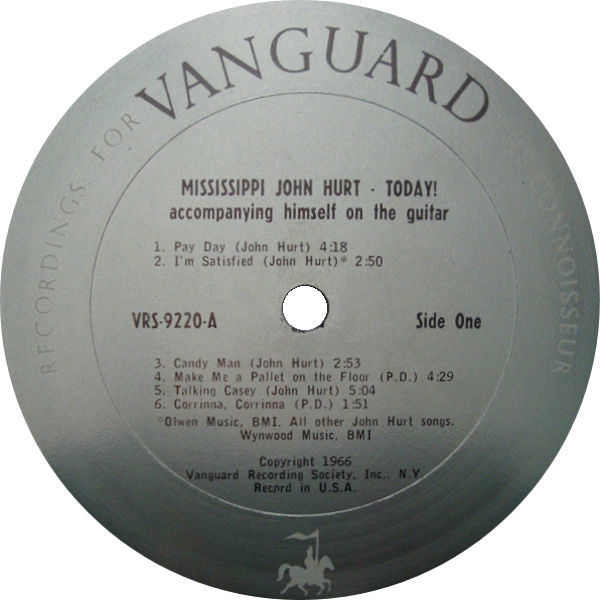 VANGUARD
RECORDINGS FOR THE CONNOISSEUR
MISSISSIPPI JOHN HURT - TODAY!
accompanying himself on the guitar
1. Pay Day (John Hurt) 4:18
2. I'm Satisfied (John Hurt)* 2:50
VRS-9220-A
Side One
3. Candy Man (John Hurt) 2:53
4. Make Me a Pallet on the Floor (P.D.) 4:29
5. Talking Casey (John Hurt) 5:04
6. Corrinna, Corrinna (P.D.) 1:51
*Olwen Music, BMI. All other John Hurt songs.
Wynwood Music, BMI
Copyright 1966
Vanguard Recording Society, Inc., N.Y.
Record in U.S.A.